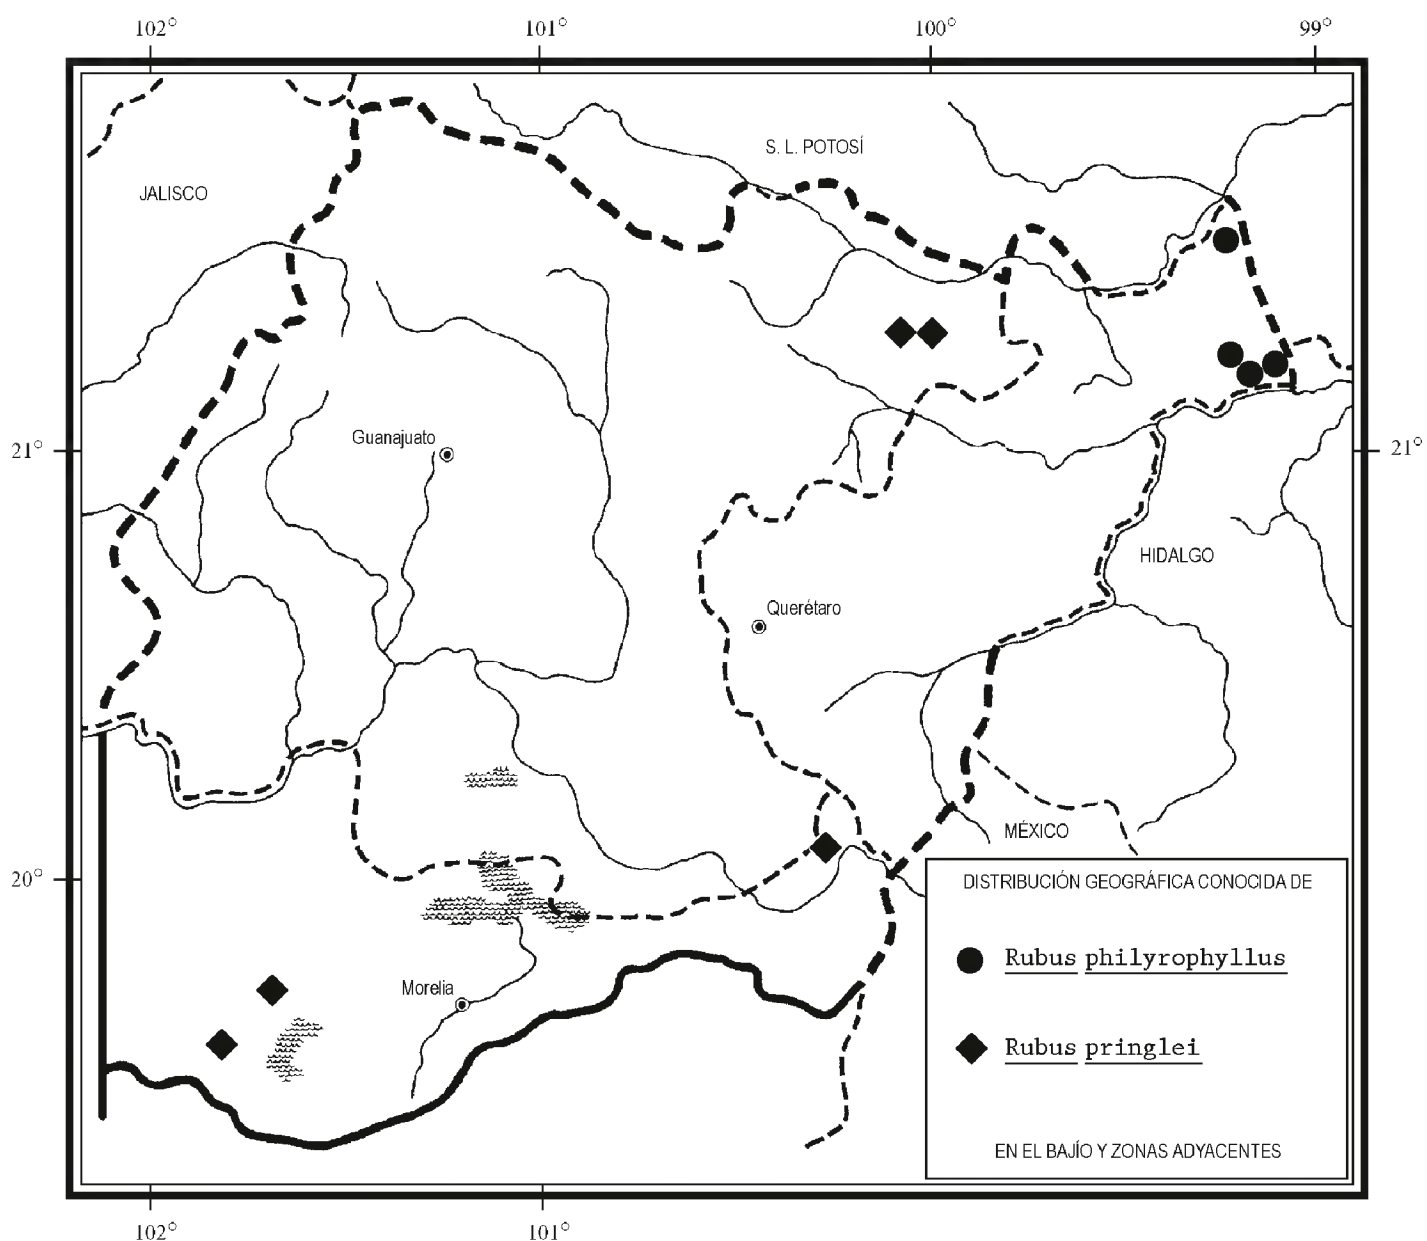 102° 101° 100° 99°
S. L. POTOSÍ
JALISCO
Guanajuato
21° 21°
HIDALGO
Querétaro
MÉXICO
20°
DISTRIBUCIÓN GEOGRÁFICA CONOCIDA DE
Rubus philyrophyllus
Morelia
Rubus pringlei
EN EL BAJÍO Y ZONAS ADYACENTES
102° 101°